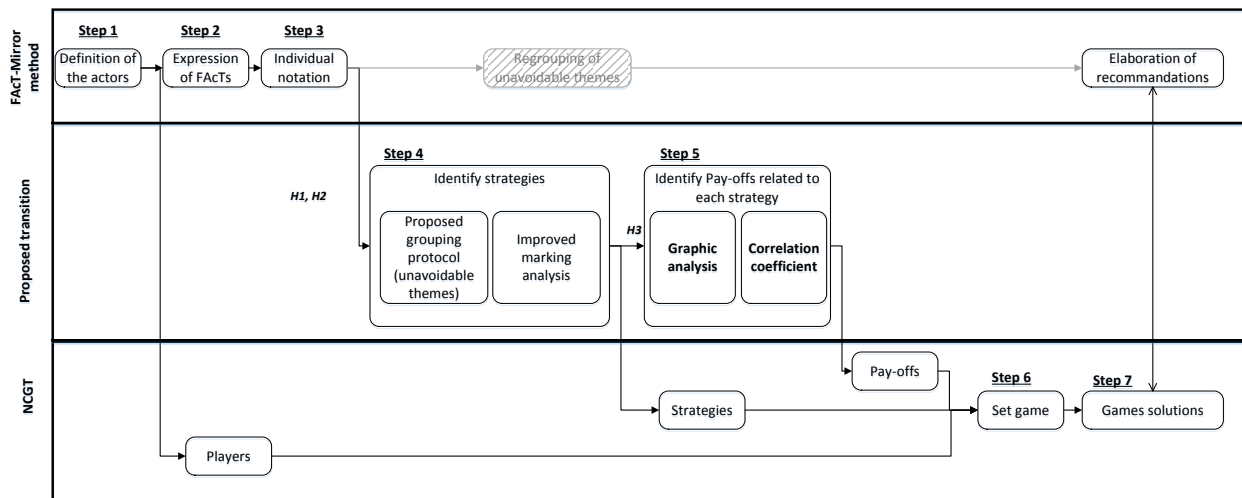 FAcT-Mirror
method
Step 1
Step 2
Step 3
Definition of
the actors
Expression
of FAcTs
Individual
notation
Regrouping of
unavoidable themes
Elaboration of
recommandations
Proposed transition
H1, H2
Step 4
Identify strategies
Proposed
grouping
protocol
(unavoidable
themes)
Improved
marking
analysis
H3
Step 5
Identify Pay-offs related to
each strategy
Graphic
analysis
Correlation
coefficient
NCGT
Pay-offs
Step 6
Step 7
Strategies
Set game
Games solutions
Players